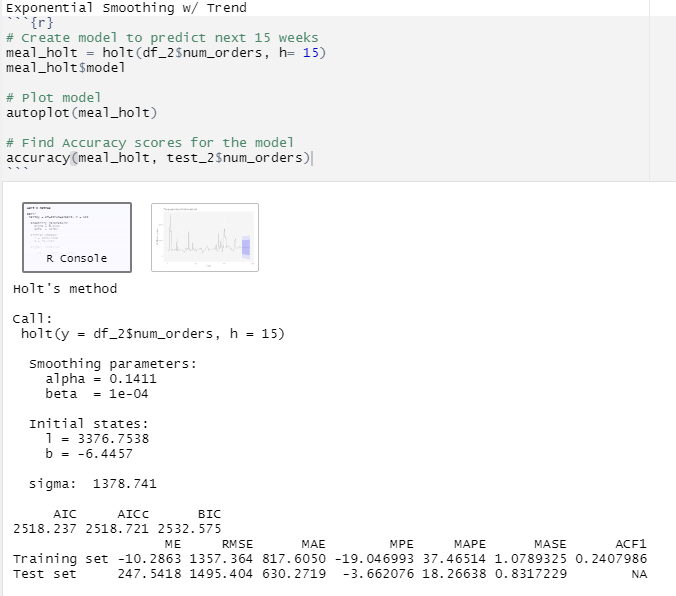 Exponential Smoothing w/ Trend
```{r}
# Create model to predict next 15 weeks
meal_holt = holt(df_2$num_orders, h= 15)
meal_holt$model
# Plot model
autoplot(meal_holt)
# Find Accuracy scores for the model
accuracy(meal_holt, test_2$num_orders)
```
R Console
Holt's method
Call:
holt(y = df_2$num_orders, h = 15)
Smoothing parameters:
alpha = 0.1411
beta  = 1e-04
Initial states:
l = 3376.7538
b = -6.4457
sigma:  1378.741
AIC     AICc      BIC
2518.237 2518.721 2532.575
ME     RMSE      MAE        MPE     MAPE      MASE      ACF1
Training set -10.2863 1357.364 817.6050 -19.046993 37.46514 1.0789325 0.2407986
Test set     247.5418 1495.404 630.2719  -3.662076 18.26638 0.8317229        NA